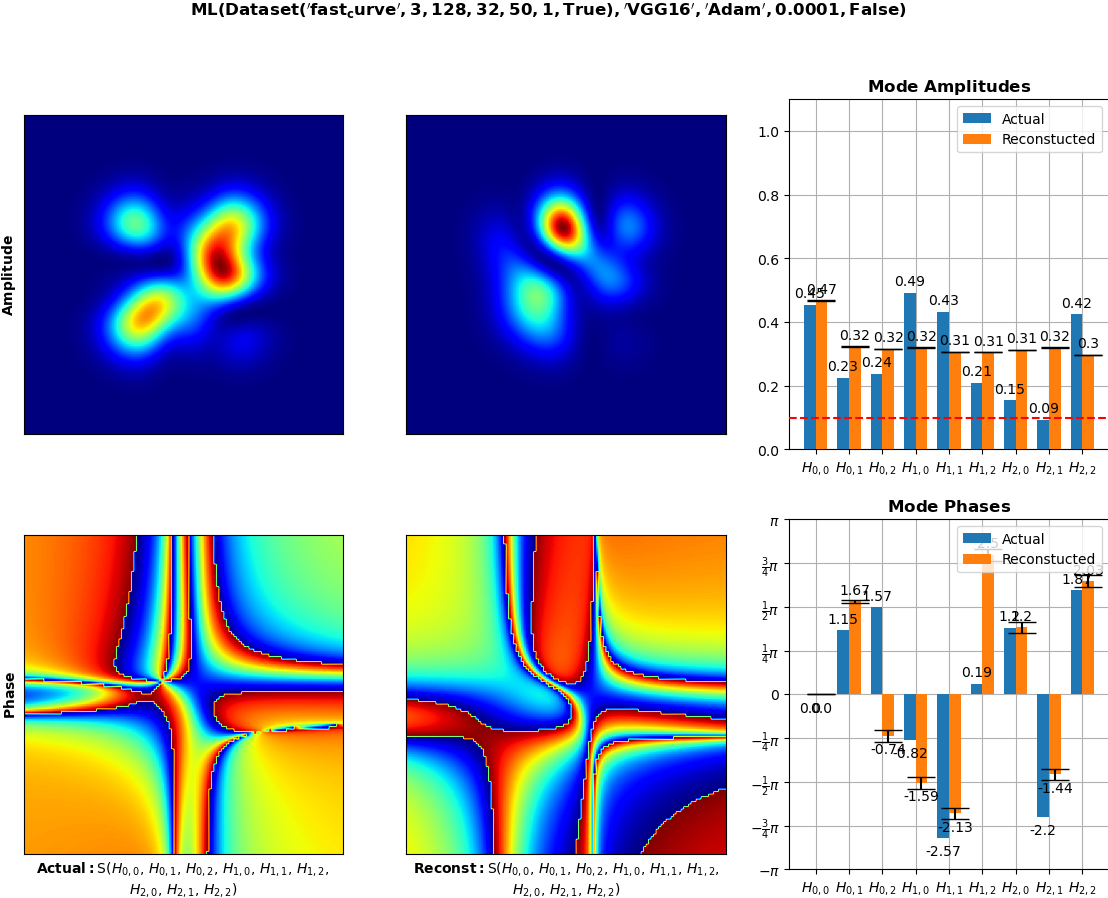 ML(Dataset('fast_curve', 3, 128, 32, 50, 1, True), 'VGG16', 'Adam', 0.0001, False)
Amplitude
Mode Amplitudes
Actual
Reconstucted
1.0
0.8
0.6
0.4
0.2
0.0
0.45 0.47
0.23 0.32
0.24 0.32
0.49 0.32
0.43 0.31
0.21 0.31
0.15 0.31
0.09 0.32
0.42 0.3
H0,0 H0,1 H0,2 H1,0 H1,1 H1,2 H2,0 H2,1 H2,2
Phase
Actual:S(H0,0, H0,1, H0,2, H1,0, H1,1, H1,2,
H2,0, H2,1, H2,2)
Reconst:S(H0,0, H0,1, H0,2, H1,0, H1,1, H1,2,
H2,0, H2,1, H2,2)
Mode Phases
Actual
Reconstucted
π
3/4π
1/2π
1/4π
0
−1/4π
−1/2π
−3/4π
−π
0.0 0.0
1.15 1.67
1.57 -0.74
-0.82 -1.59
-2.57 -2.13
0.19
1.2 1.2
-2.2 -1.44
1.87 2.03
H0,0 H0,1 H0,2 H1,0 H1,1 H1,2 H2,0 H2,1 H2,2